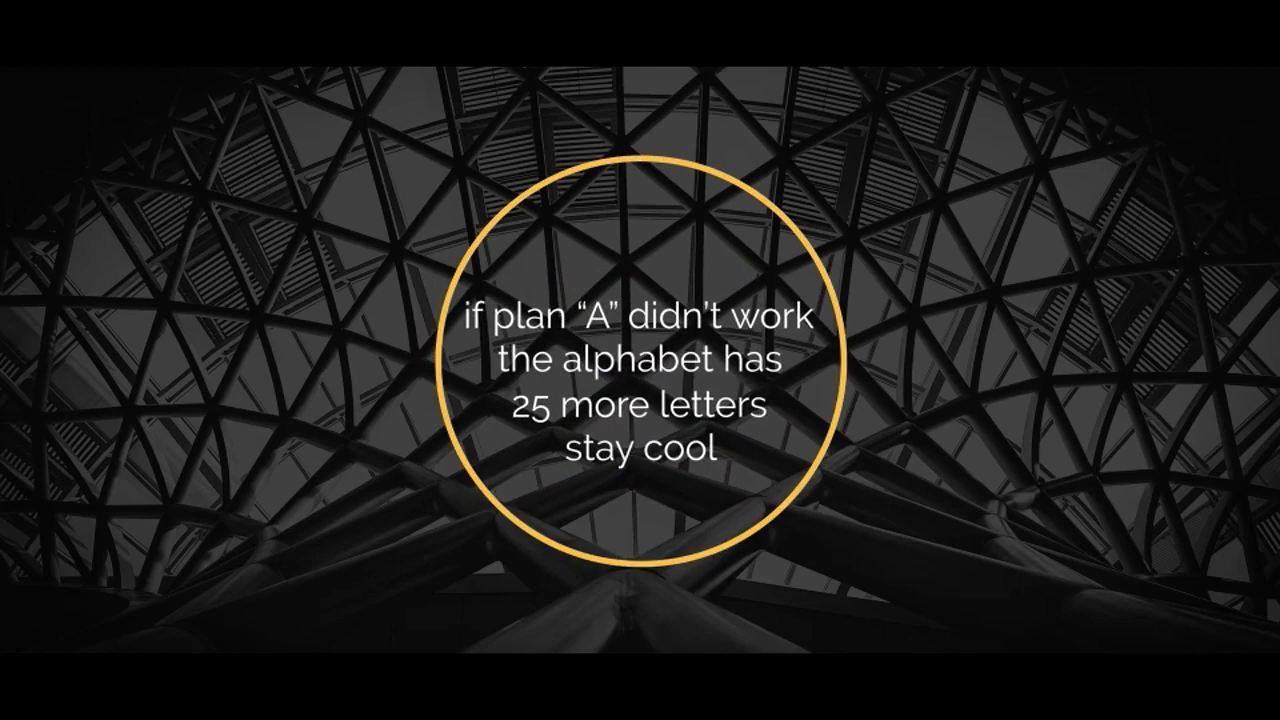 if plan “A” didn’t work
the alphabet has
25 more letters
stay cool